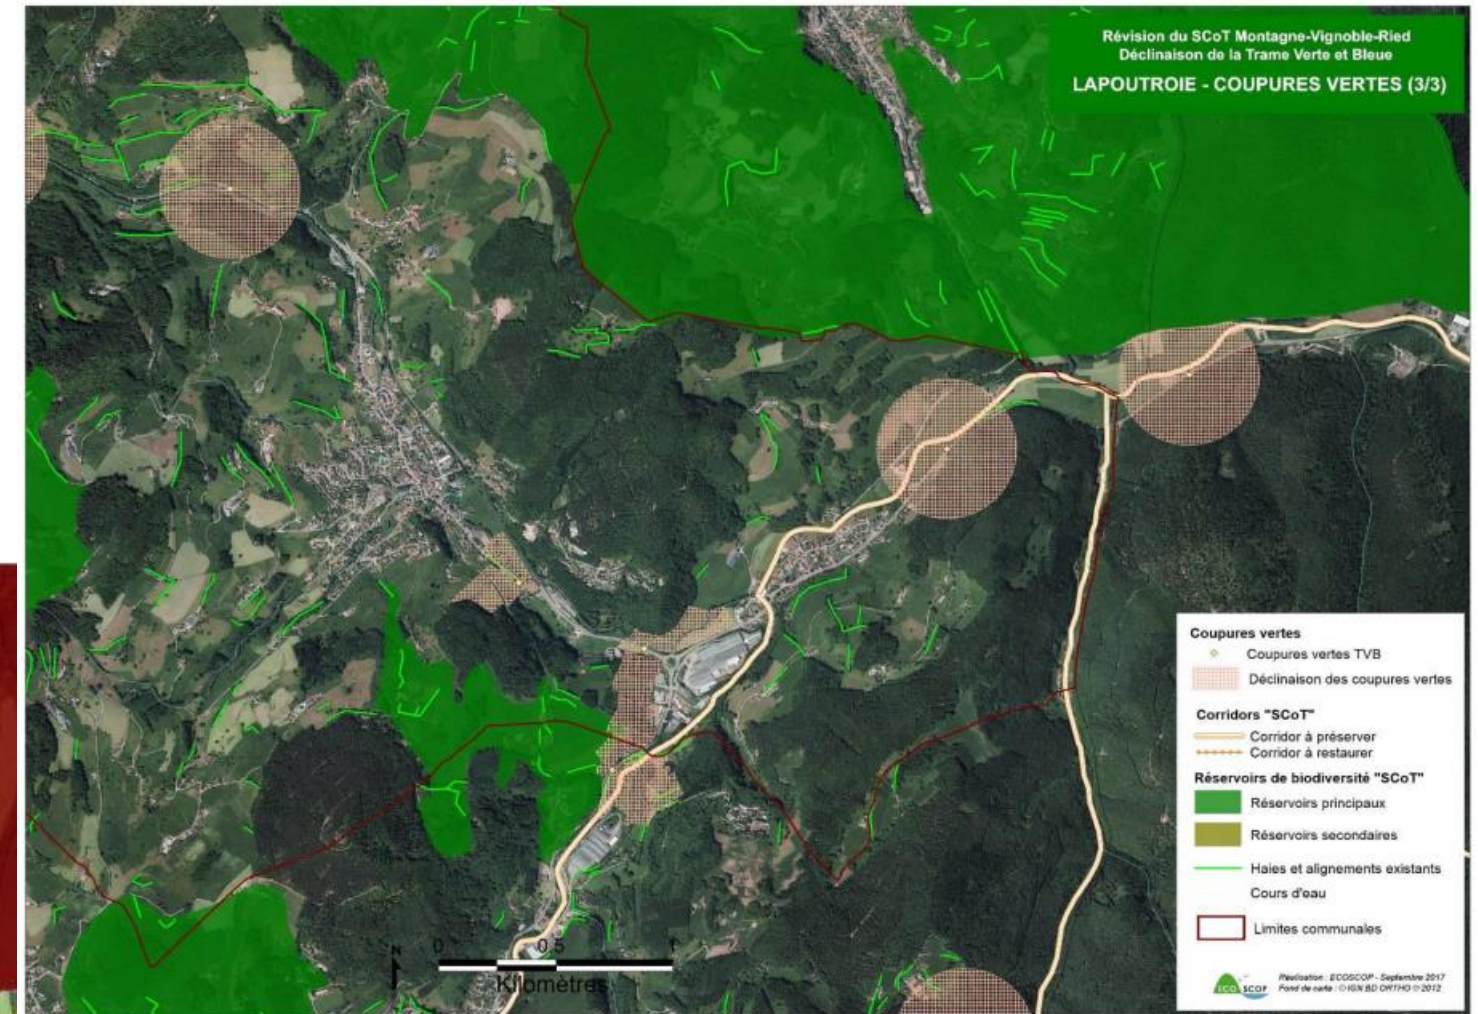 Révision du SCoT Montagne-Vignoble-Ried
Déclinaison de la Trame Verte et Bleue
LAPOUTROIE - COUPURES VERTES (3/3)
Coupures vertes
Coupures vertes TVB
Déclinaison des coupures vertes
Corridors "SCoT"
Corridor à préserver
Corridor à restaurer
Réservoirs de biodiversité "SCoT"
Réservoirs principaux
Réservoirs secondaires
Haies et alignements existants
Cours d'eau
Limites communales
ECOSCOP
Réalisation : ECOSCOP - Septembre 2017
Fond de carte : © IGN BD ORTHO ® 2012
N
0 0,5 1
Kilomètres